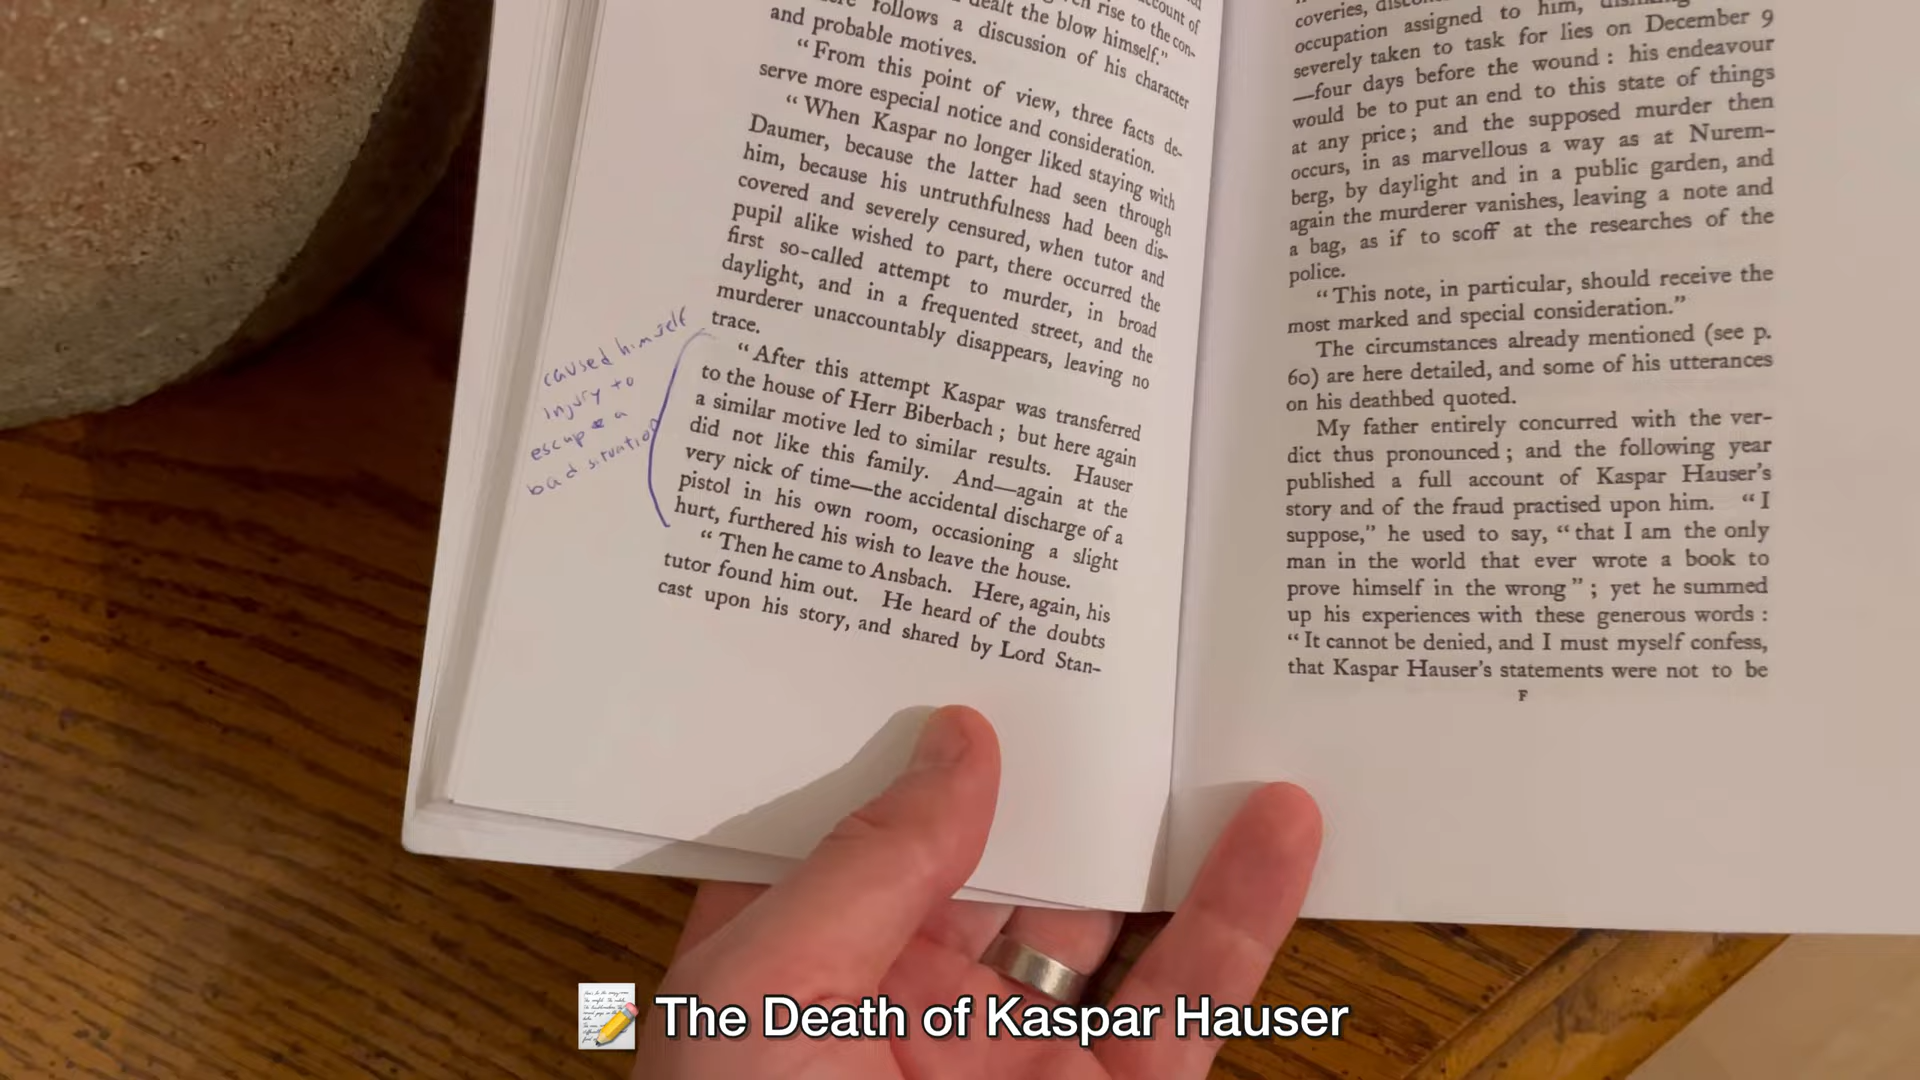 rise to the con-
dealt the blow himself.”
follows a discussion of his character
and probable motives.
“From this point of view, three facts de-
serve more especial notice and consideration.
“When Kaspar no longer liked staying with
Daumer, because the latter had seen through
him, because his untruthfulness had been dis-
covered and severely censured, when tutor and
pupil alike wished to part, there occurred the
first so-called attempt to murder, in broad
daylight, and in a frequented street, and the
murderer unaccountably disappears, leaving no
trace.
“After this attempt Kaspar was transferred
to the house of Herr Biberbach; but here again
a similar motive led to similar results. Hauser
did not like this family. And—again at the
very nick of time—the accidental discharge of a
pistol in his own room, occasioning a slight
hurt, furthered his wish to leave the house.
“Then he came to Ansbach. Here, again, his
tutor found him out. He heard of the doubts
cast upon his story, and shared by Lord Stan-
caused himself
injury to
escape a
bad situation
coveries,
occupation assigned to him,
severely taken to task for lies on December 9
—four days before the wound: his endeavour
would be to put an end to this state of things
at any price; and the supposed murder then
occurs, in as marvellous a way as at Nurem-
berg, by daylight and in a public garden, and
again the murderer vanishes, leaving a note and
a bag, as if to scoff at the researches of the
police.
“This note, in particular, should receive the
most marked and special consideration.”
The circumstances already mentioned (see p.
60) are here detailed, and some of his utterances
on his deathbed quoted.
My father entirely concurred with the ver-
dict thus pronounced; and the following year
published a full account of Kaspar Hauser’s
story and of the fraud practised upon him. “I
suppose,” he used to say, “that I am the only
man in the world that ever wrote a book to
prove himself in the wrong”; yet he summed
up his experiences with these generous words:
“It cannot be denied, and I must myself confess,
that Kaspar Hauser’s statements were not to be
F
The Death of Kaspar Hauser